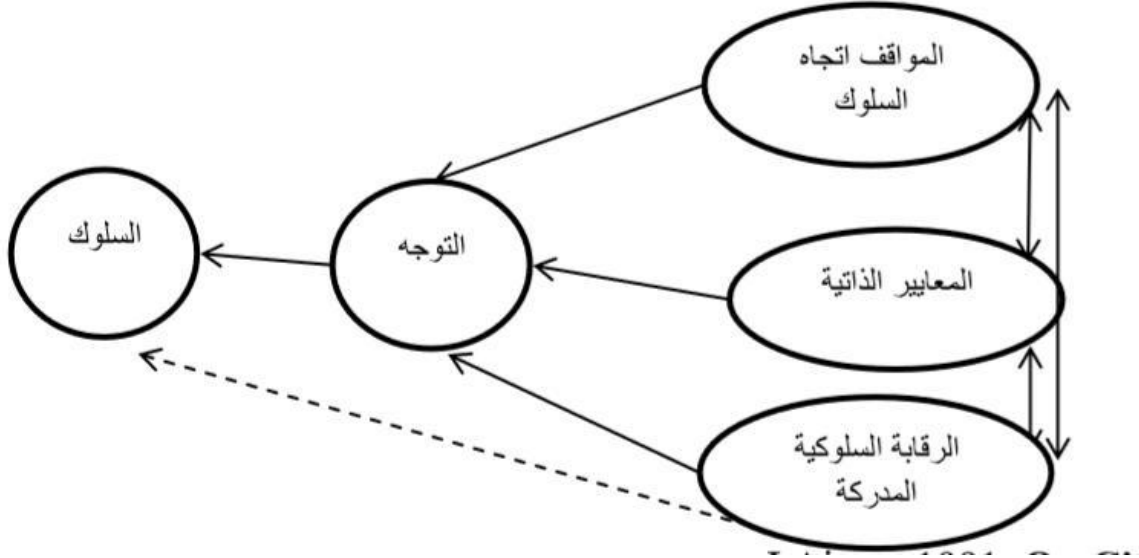 المواقف اتجاه
السلوك
السلوك
التوجه
المعايير الذاتية
الرقابة السلوكية
المدركة